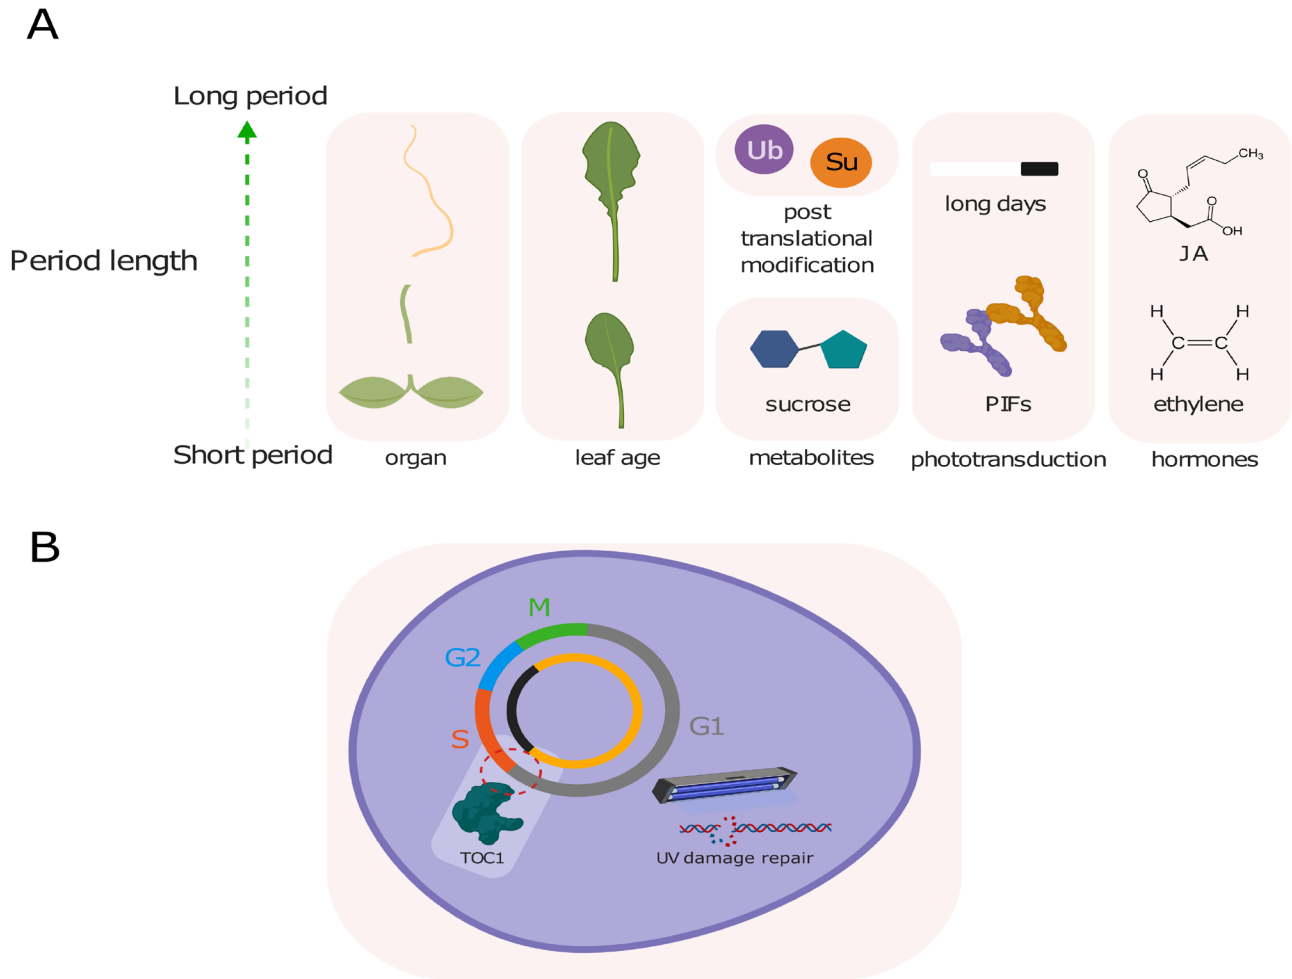 A
Long period
Period length
Short period
Ub
Su
post
translational
modification
sucrose
long days
PIFs
O
CH3
O
OH
JA
H
H
C
C
H
H
ethylene
organ
leaf age
metabolites
phototransduction
hormones
B
M
G2
S
G1
TOC1
UV damage repair